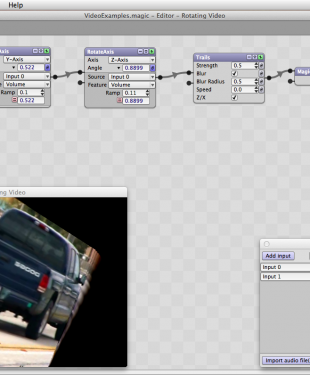 Help
VideoExamples.magic - Editor - Rotating Video
Axis
Y-Axis
0.522
Input 0
Volume
Ramp 0.1
0.522
RotateAxis
Axis Z-Axis
Angle 0.8899
Source Input 0
Feature Volume
Ramp 0.11
0.8899
Trails
Strength 0.5
Blur
Blur Radius 0.5
Speed 0.0
Z/X
Magic
ng Video
Add input
Input 0
Input 1
Import audio file(